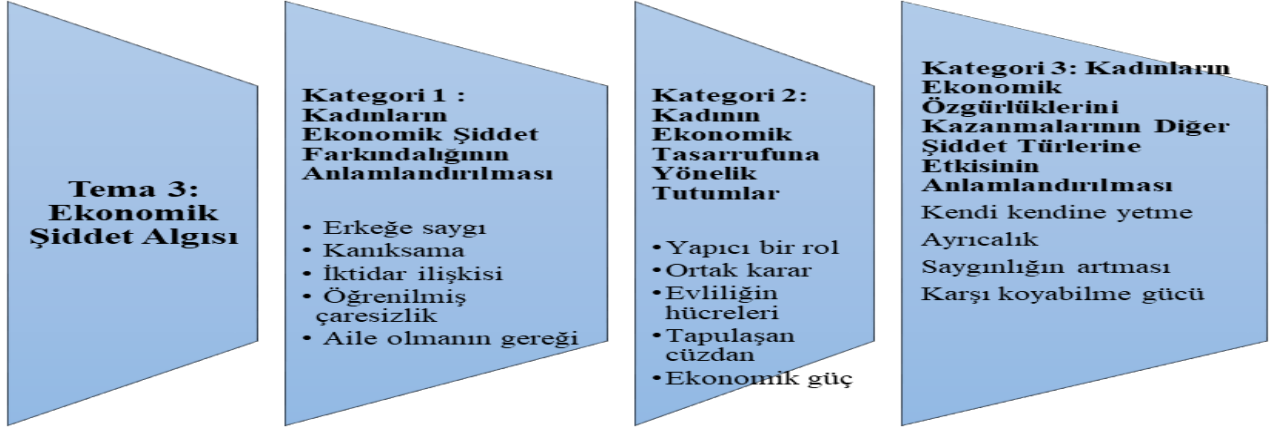 Tema 3:
Ekonomik
Şiddet Algısı
Kategori 1 :
Kadınların
Ekonomik Şiddet
Farkındalığının
Anlamlandırılması
• Erkeğe saygı
• Kanıksama
• İktidar ilişkisi
• Öğrenilmiş
çaresizlik
• Aile olmanın gereği
Kategori 2:
Kadının
Ekonomik
Tasarrufuna
Yönelik
Tutumlar
•Yapıcı bir rol
•Ortak karar
•Evliliğin
hücreleri
•Tapulaşan
cüzdan
•Ekonomik güç
Kategori 3: Kadınların
Ekonomik
Özgürlüklerini
Kazanmalarının Diğer
Şiddet Türlerine
Etkisinin
Anlamlandırılması
Kendi kendine yetme
Ayrıcalık
Saygınlığın artması
Karşı koyabilme gücü